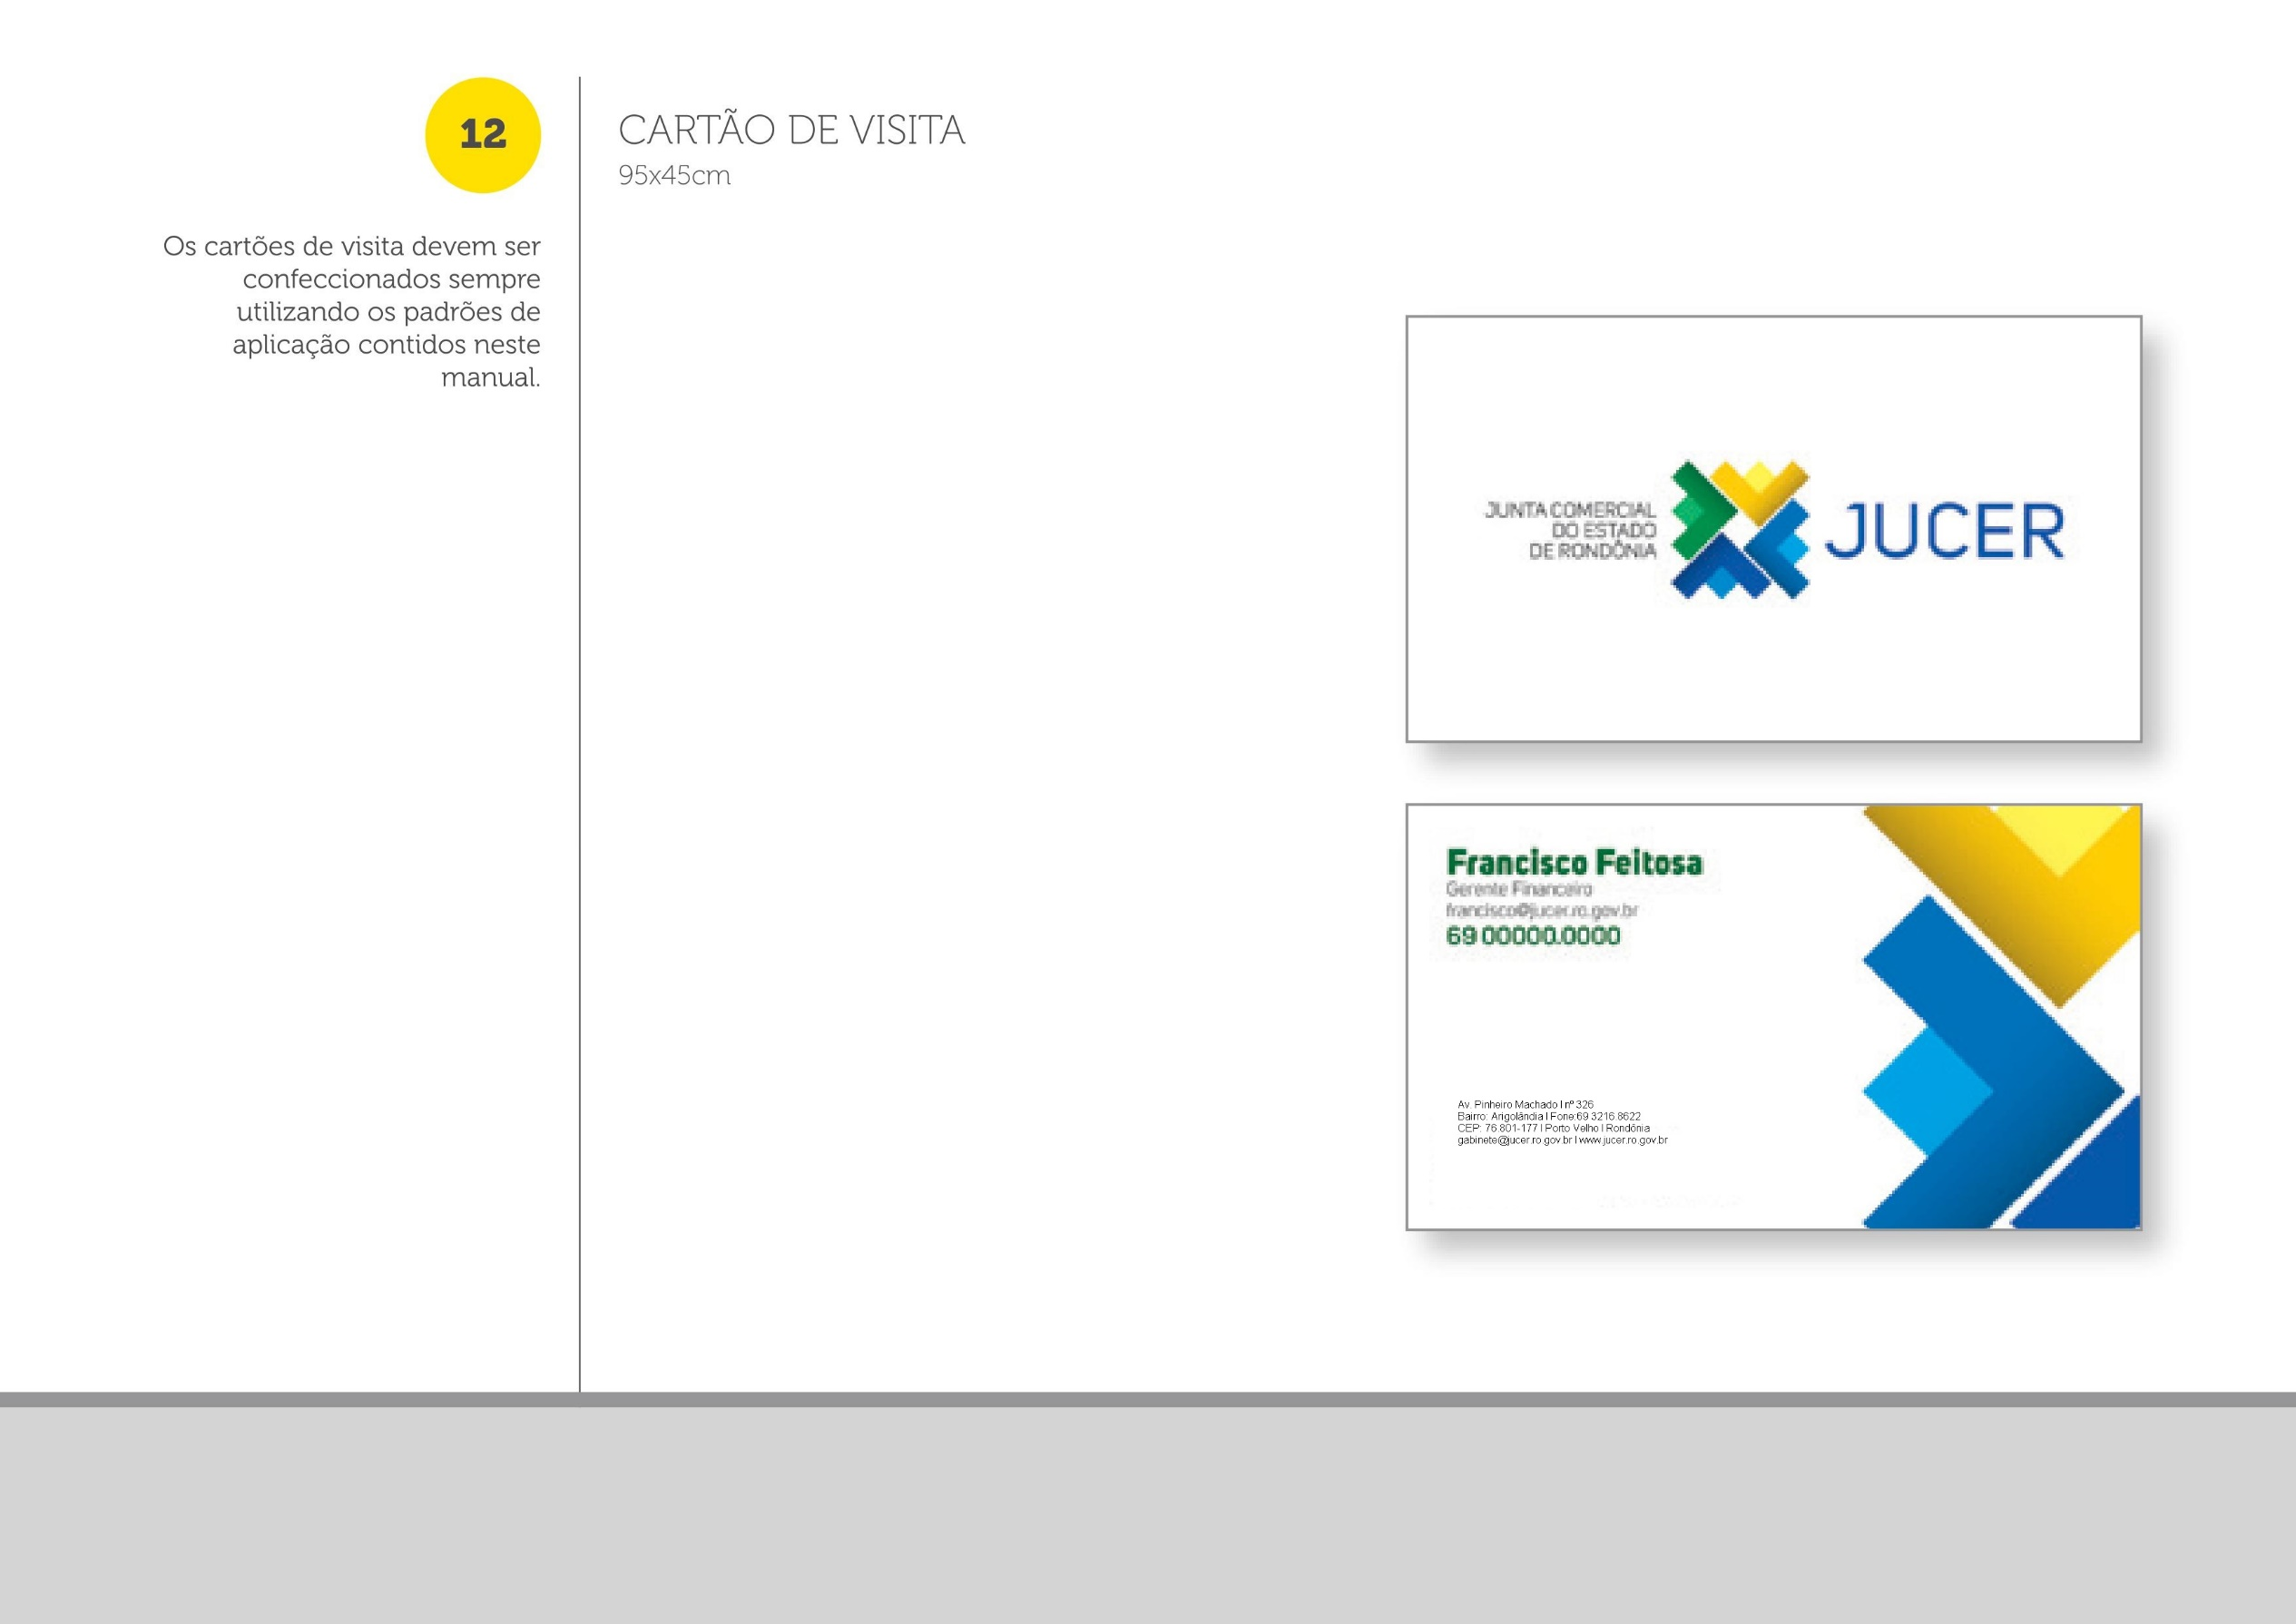 12
CARTÃO DE VISITA
95x45cm
Os cartões de visita devem ser
confeccionados sempre
utilizando os padrões de
aplicação contidos neste
manual.
JUNTA COMERCIAL
DO ESTADO
DE RONDÔNIA
JUCER
Francisco Feitosa
Gerente Financeiro
francisco@jucer.ro.gov.br
69 00000.0000
Av. Pinheiro Machado I nº 326
Bairro: Arigolândia I Fone:69 3216.8622
CEP: 76.801-177 I Porto Velho I Rondônia
gabinete@jucer.ro.gov.br I www.jucer.ro.gov.br